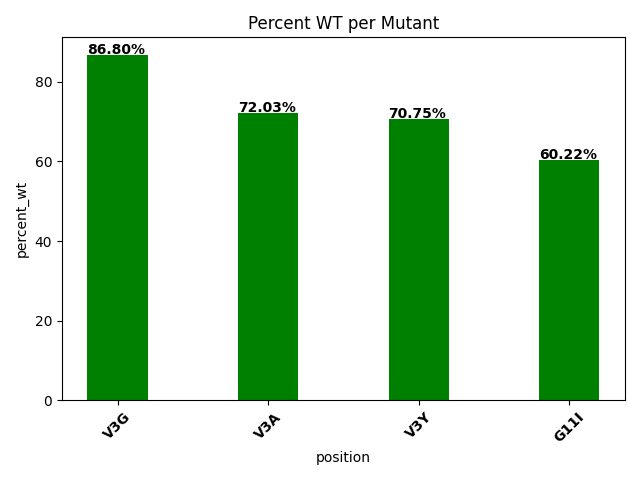 Percent WT per Mutant
86.80%
72.03%
70.75%
60.22%
percent_wt
80
60
40
20
0
V3G
V3A
V3Y
G11I
position